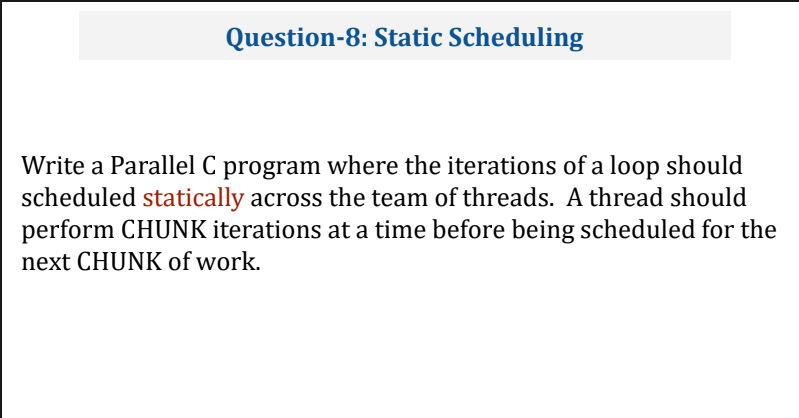 Question-8: Static Scheduling
Write a Parallel C program where the iterations of a loop should
scheduled statically across the team of threads.  A thread should
perform CHUNK iterations at a time before being scheduled for the
next CHUNK of work.